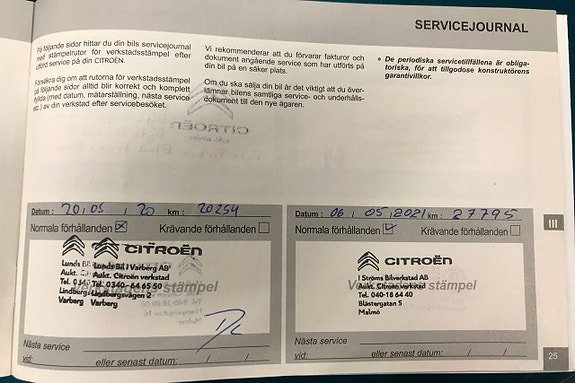 SERVICEJOURNAL
På följande sidor hittar du din bils servicejournal
med stämpelrutor för verkstadsstämpel efter
utförd service på din CITROËN.
Försäkra dig om att rutorna för verkstadsstämpel
på följande sidor alltid blir korrekt och komplett
ifyllda (med datum, mätarställning, nästa service
etc.) av din verkstad efter servicebesöket.
Vi rekommenderar att du förvarar fakturor och
dokument angående service som har utförts på
din bil på en säker plats.
Om du ska sälja din bil är det viktigt att du över-
lämnar bilens samtliga service- och underhålls-
dokument till den nye ägaren.
• De periodiska servicetillfällena är obliga-
toriska, för att tillgodose konstruktörens
garantivillkor.
Datum: 20 / 05 / 20 km: 20254
Normala förhållanden Krävande förhållanden
CITROËN
Lunds Bil I Varberg AB
Aukt. Citroën verkstad
Tel. 0340- 64 65 50
Lindbergsvägen 2
Varberg
Verkstadens stämpel
Nästa service
vid: / eller senast datum: / /
Datum: 06 / 05 / 2021 km: 27795
Normala förhållanden Krävande förhållanden
CITROËN
J Ströms Bilverkstad AB
Aukt. Citroën verkstad
Tel. 040-18 64 40
Blästergatan 5
Malmö
Verkstadens stämpel
Nästa service
vid: / eller senast datum: / /
III
25